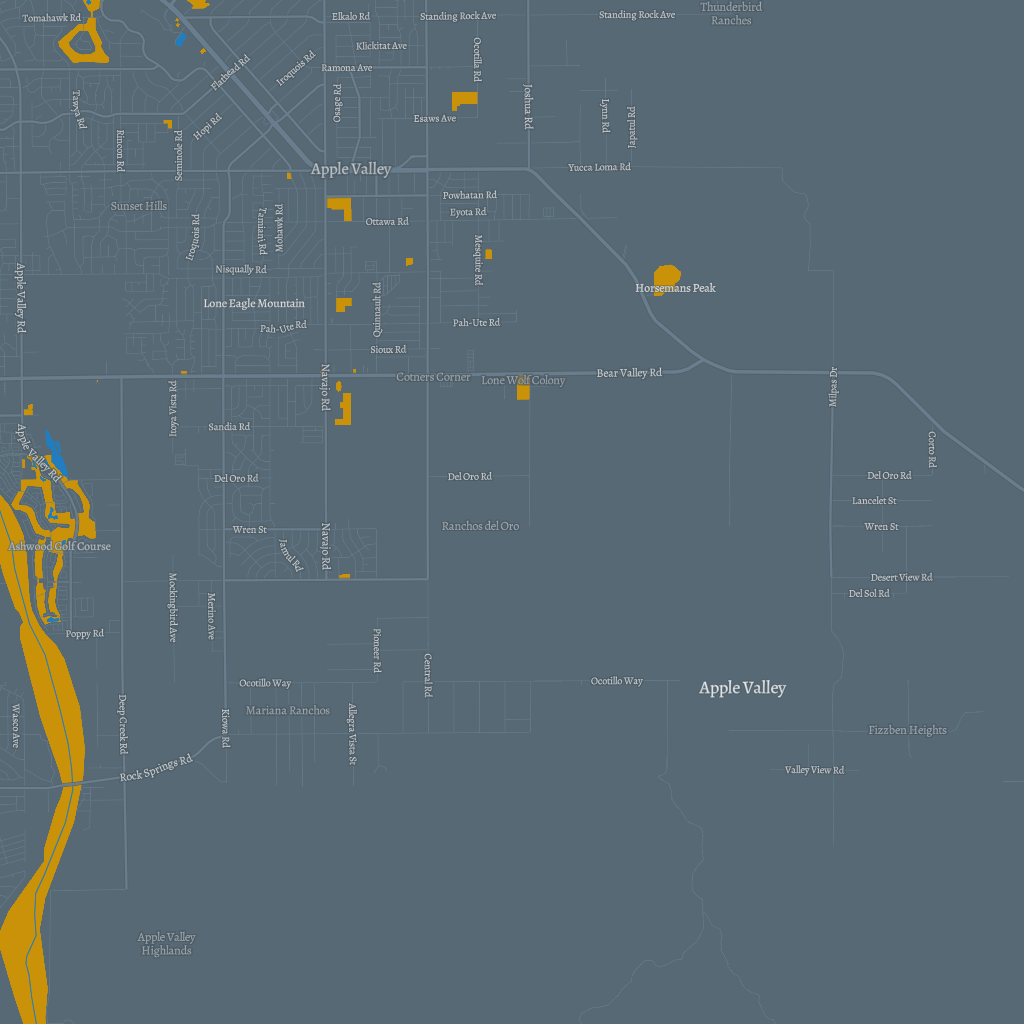 Tomahawk Rd
Elkalo Rd
Standing Rock Ave
Standing Rock Ave
Thunderbird
Ranches
Klickitat Ave
Ocotilla Rd
Flathead Rd
Iroquois Rd
Ramona Ave
Tawya Rd
Osage Rd
Joshua Rd
Lynn Rd
Japatul Rd
Esaws Ave
Hopi Rd
Rincon Rd
Seminole Rd
Apple Valley
Yucca Loma Rd
Sunset Hills
Powhatan Rd
Eyota Rd
Iroquois Rd
Tamiani Rd
Mohawk Rd
Ottawa Rd
Mesquite Rd
Nisqually Rd
Apple Valley Rd
Horsemans Peak
Lone Eagle Mountain
Quinnault Rd
Pah-Ute Rd
Pah-Ute Rd
Sioux Rd
Navajo Rd
Cotners Corner
Lone Wolf Colony
Bear Valley Rd
Milpas Dr
Itoya Vista Rd
Sandia Rd
Apple Valley Rd
Corto Rd
Del Oro Rd
Del Oro Rd
Del Oro Rd
Lancelet St
Wren St
Navajo Rd
Ranchos del Oro
Wren St
Jamul Rd
Ashwood Golf Course
Desert View Rd
Del Sol Rd
Mockingbird Ave
Merino Ave
Poppy Rd
Pioneer Rd
Central Rd
Ocotillo Way
Ocotillo Way
Apple Valley
Wasco Ave
Deep Creek Rd
Kiowa Rd
Mariana Ranchos
Allegra Vista St
Fizzben Heights
Rock Springs Rd
Valley View Rd
Apple Valley
Highlands